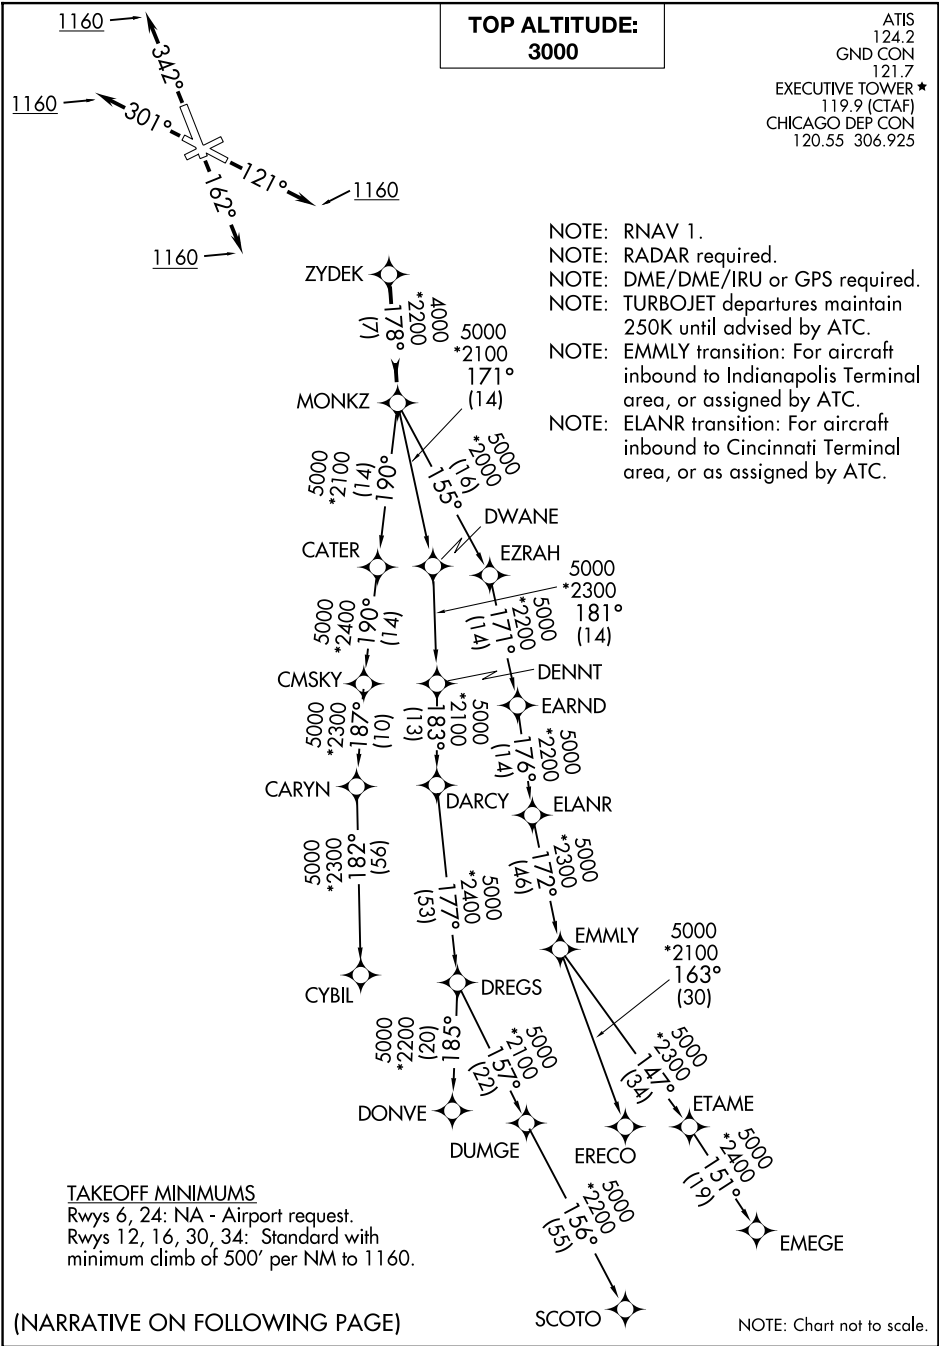 TOP ALTITUDE:
3000
ATIS
124.2
GND CON
121.7
EXECUTIVE TOWER ★
119.9 (CTAF)
CHICAGO DEP CON
120.55 306.925
1160
342°
1160
301°
121°
1160
162°
1160
NOTE: RNAV 1.
NOTE: RADAR required.
NOTE: DME/DME/IRU or GPS required.
NOTE: TURBOJET departures maintain
250K until advised by ATC.
NOTE: EMMLY transition: For aircraft
inbound to Indianapolis Terminal
area, or assigned by ATC.
NOTE: ELANR transition: For aircraft
inbound to Cincinnati Terminal
area, or as assigned by ATC.
ZYDEK
4000
*2200
178°
(7)
5000
*2100
171°
(14)
MONKZ
5000
*2100
(14)
190°
5000
*2000
(16)
155°
DWANE
CATER
EZRAH
5000
*2300
181°
(14)
5000
*2400
190°
(14)
5000
*2200
171°
(14)
CMSKY
DENNT
EARND
5000
*2300
187°
(10)
5000
*2100
183°
(13)
5000
*2200
176°
(14)
CARYN
DARCY
ELANR
5000
*2300
182°
(56)
5000
*2400
177°
(53)
5000
*2300
172°
(46)
EMMLY
5000
*2100
163°
(30)
CYBIL
DREGS
5000
*2200
(20)
185°
5000
*2100
157°
(22)
5000
*2300
147°
(34)
DONVE
DUMGE
ERECO
ETAME
5000
*2400
151°
(19)
5000
*2200
156°
(55)
EMEGE
SCOTO
TAKEOFF MINIMUMS
Rwys 6, 24: NA - Airport request.
Rwys 12, 16, 30, 34: Standard with
minimum climb of 500' per NM to 1160.
(NARRATIVE ON FOLLOWING PAGE)
NOTE: Chart not to scale.